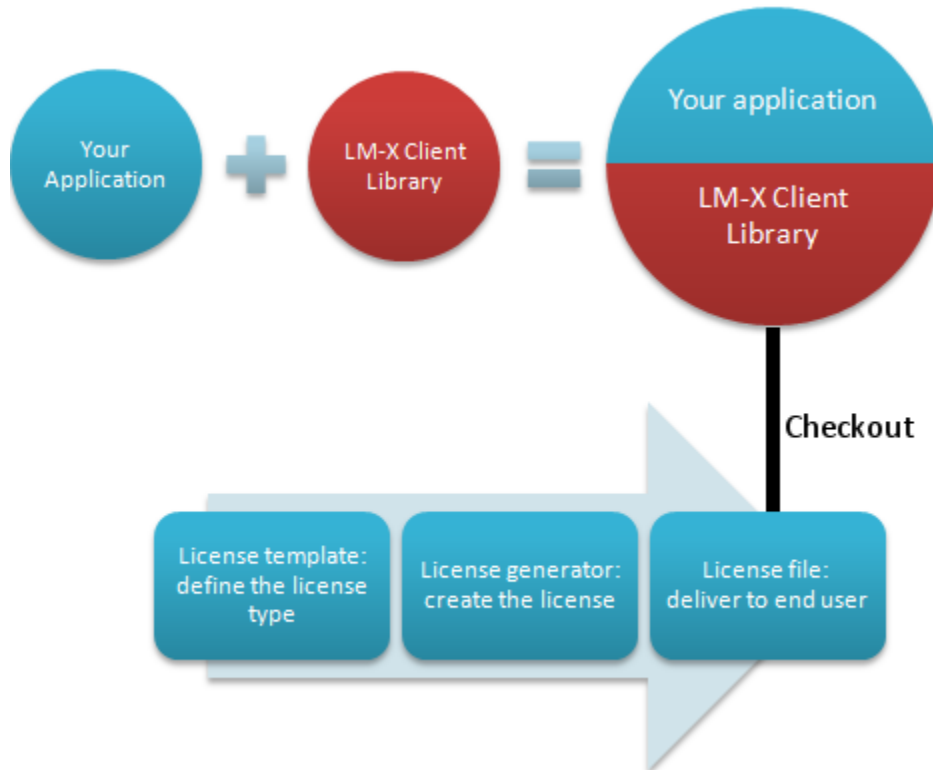 Your
Application
LM-X Client
Library
Your application
LM-X Client
Library
Checkout
License template:
define the license
type
License generator:
create the license
License file:
deliver to end user